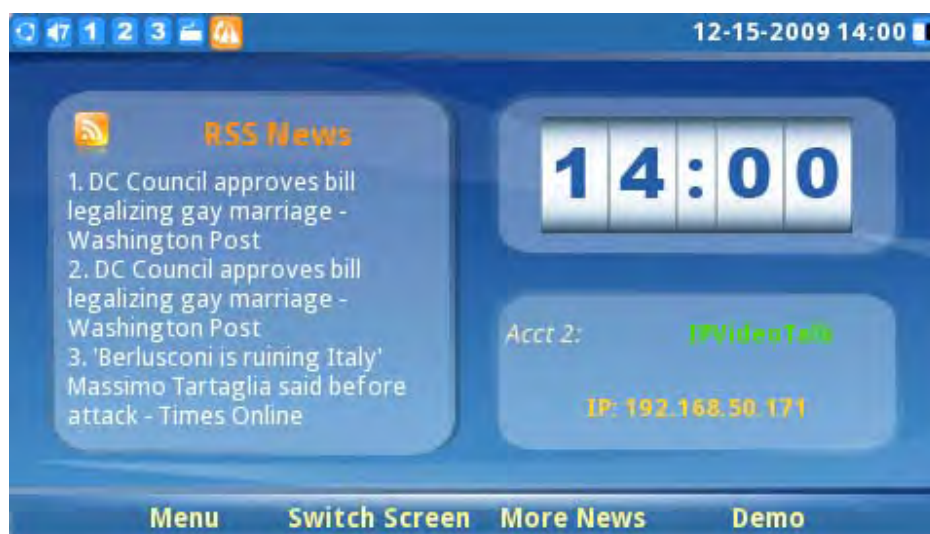 47 1 2 3
12-15-2009 14:00
RSS News
1. DC Council approves bill
legalizing gay marriage -
Washington Post
2. DC Council approves bill
legalizing gay marriage -
Washington Post
3. 'Berlusconi is ruining Italy'
Massimo Tartaglia said before
attack - Times Online
14:00
Acct 2: IPVideoTalk
IP: 192.168.50.171
Menu Switch Screen More News Demo